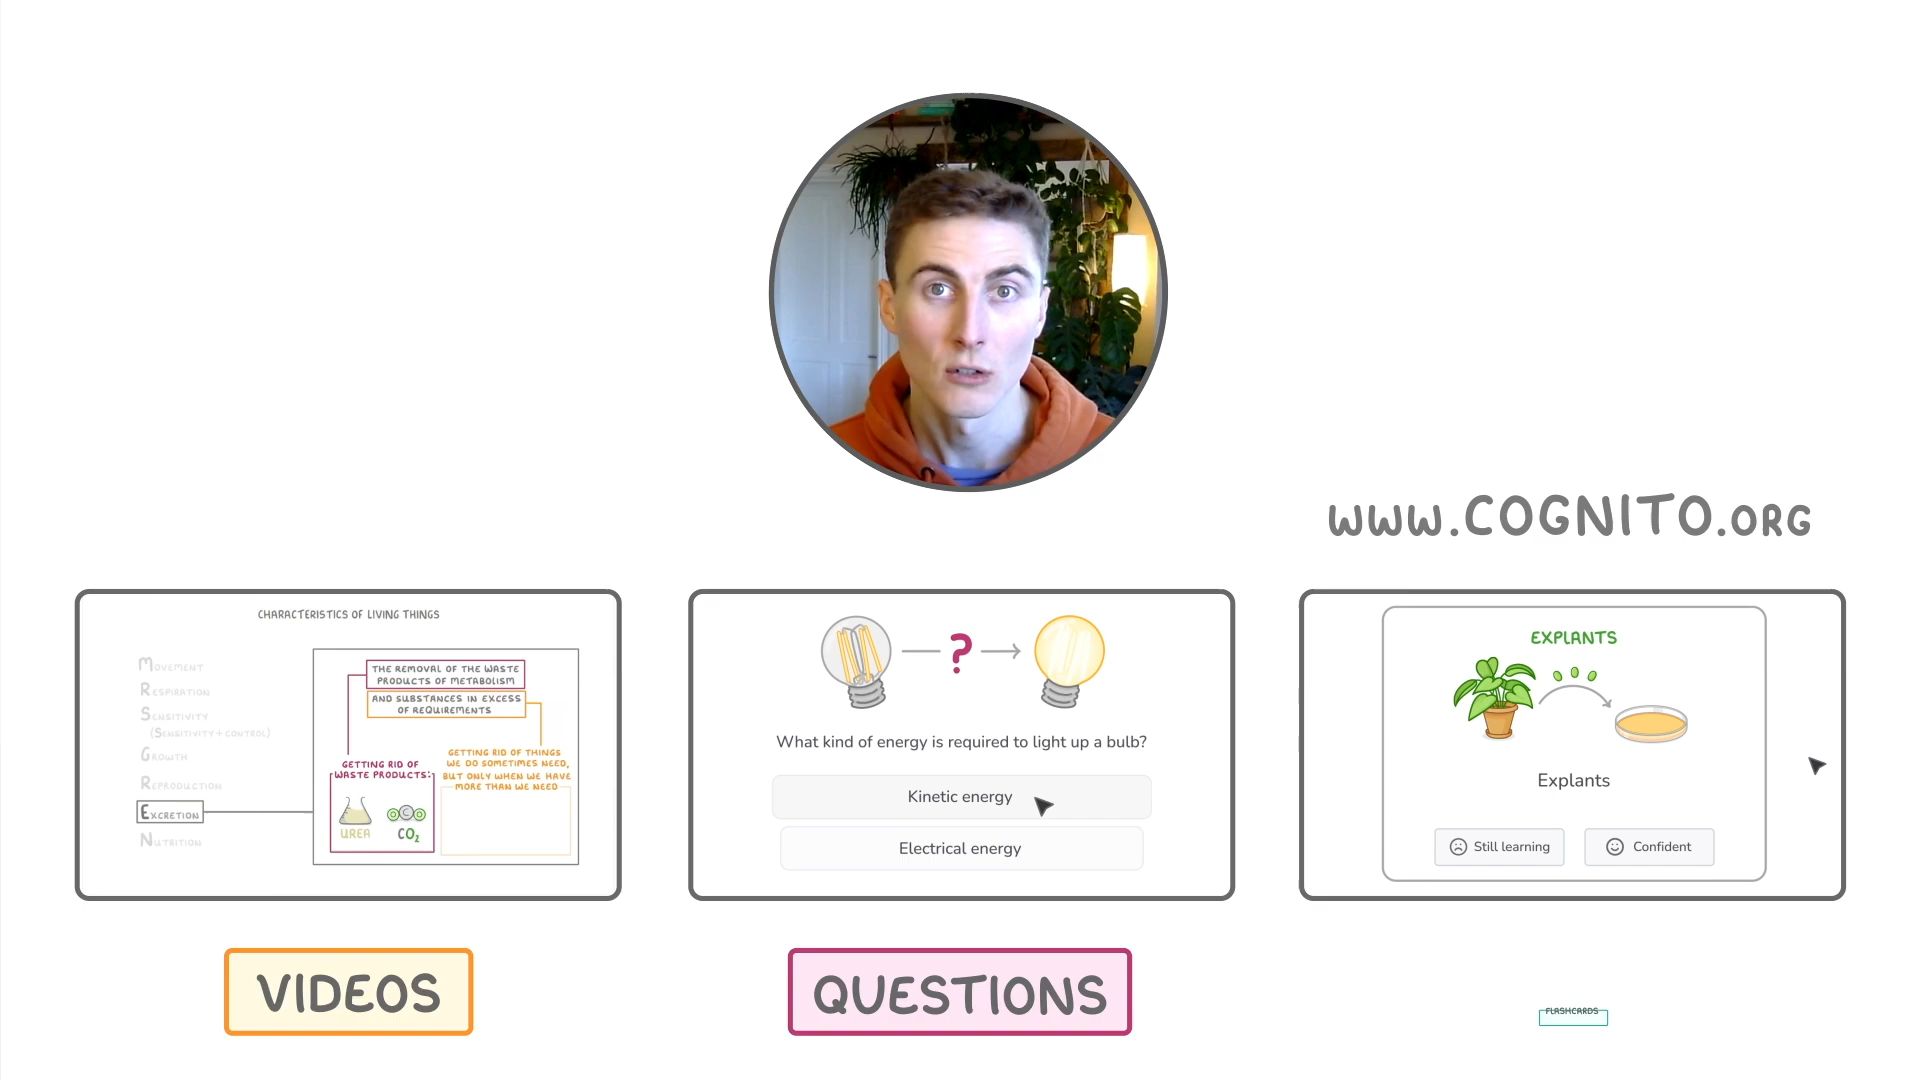 www.COGNITO.ORG
CHARACTERISTICS OF LIVING THINGS
MOVEMENT
RESPIRATION
SENSITIVITY
(SENSITIVITY + CONTROL)
GROWTH
REPRODUCTION
EXCRETION
NUTRITION
THE REMOVAL OF THE WASTE
PRODUCTS OF METABOLISM
AND SUBSTANCES IN EXCESS
OF REQUIREMENTS
GETTING RID OF
WASTE PRODUCTS:
UREA
C
CO2
GETTING RID OF THINGS
WE DO SOMETIMES NEED,
BUT ONLY WHEN WE HAVE
MORE THAN WE NEED
?
What kind of energy is required to light up a bulb?
Kinetic energy
Electrical energy
EXPLANTS
Explants
Still learning
Confident
VIDEOS
QUESTIONS
FLASHCARDS